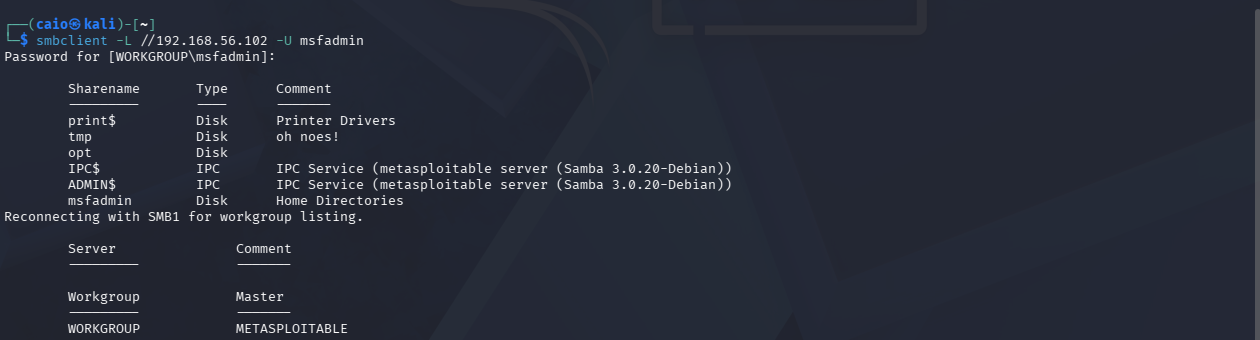 ┌──(caio㉿kali)-[~]
└─$ smbclient -L //192.168.56.102 -U msfadmin
Password for [WORKGROUP\msfadmin]:
Sharename Type Comment
print$ Disk Printer Drivers
tmp Disk oh noes!
opt Disk
IPC$ IPC IPC Service (metasploitable server (Samba 3.0.20-Debian))
ADMIN$ IPC IPC Service (metasploitable server (Samba 3.0.20-Debian))
msfadmin Disk Home Directories
Reconnecting with SMB1 for workgroup listing.
Server Comment
Workgroup Master
WORKGROUP METASPLOITABLE